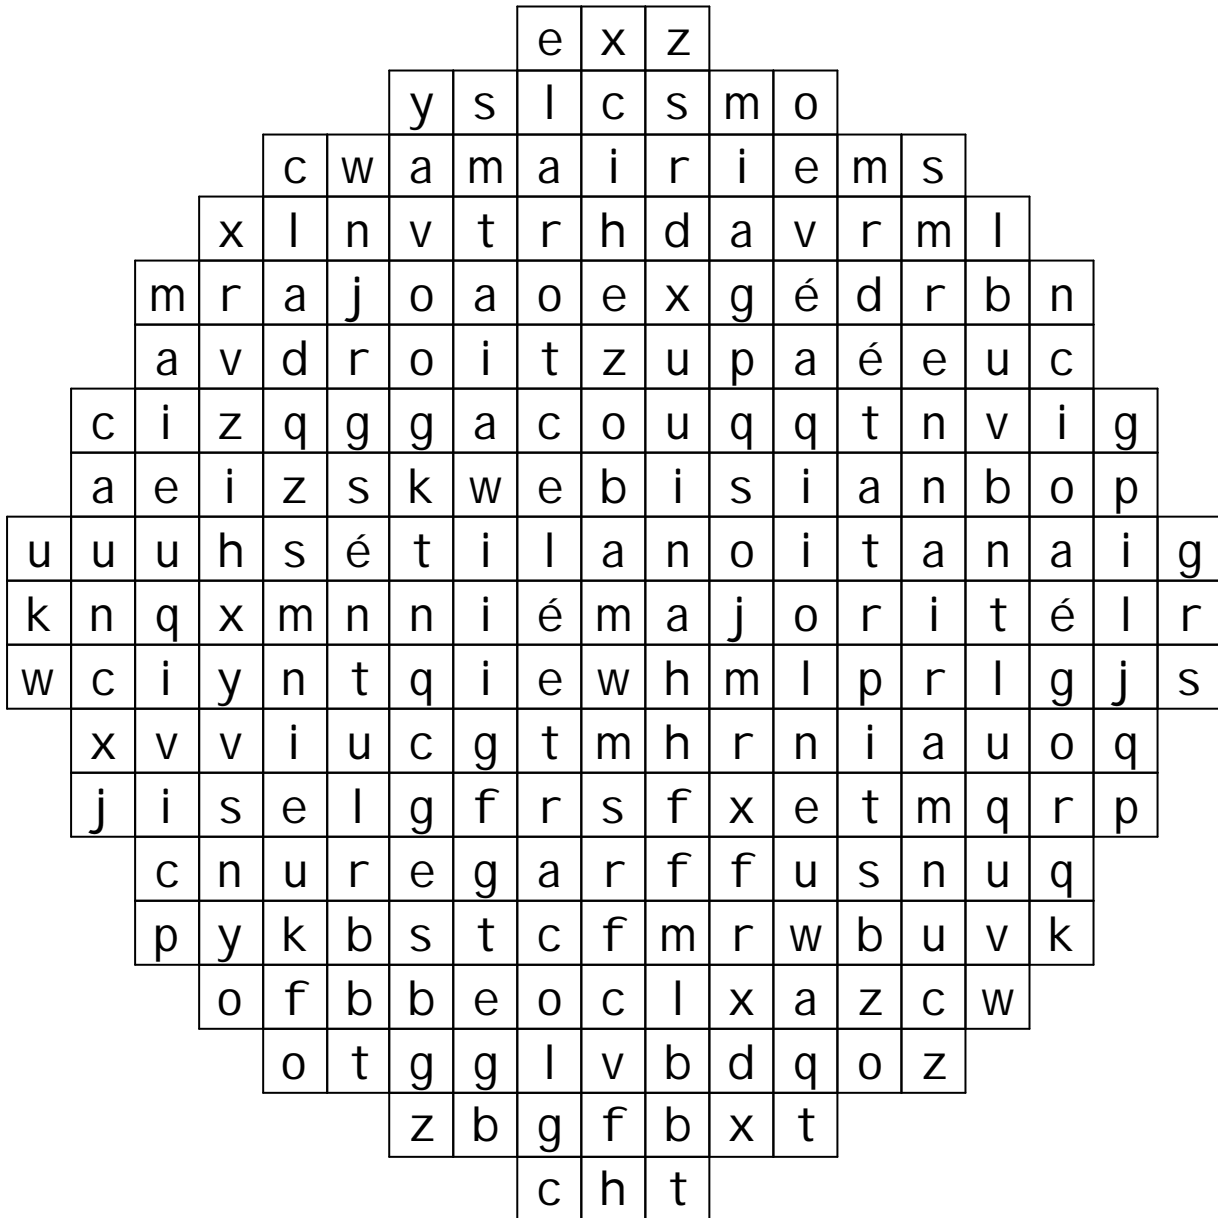 e x z
y s l c s m o
c w a m a i r i e m s
x l n v t r h d a v r m l
m r a j o a o e x g é d r b n
a v d r o i t z u p a é e u c
c i z q g g a c o u q q t n v i g
a e i z s k w e b i s i a n b o p
u u u h s é t i l a n o i t a n a i g
k n q x m n n i é m a j o r i t é l r
w c i y n t q i e w h m l p r l g j s
x v v i u c g t m h r n i a u o q
j i s e l g f r s f x e t m q r p
c n u r e g a r f f u s n u q
p y k b s t c f m r w b u v k
o f b b e o c l x a z c w
o t g g l v b d q o z
z b g f b x t
c h t